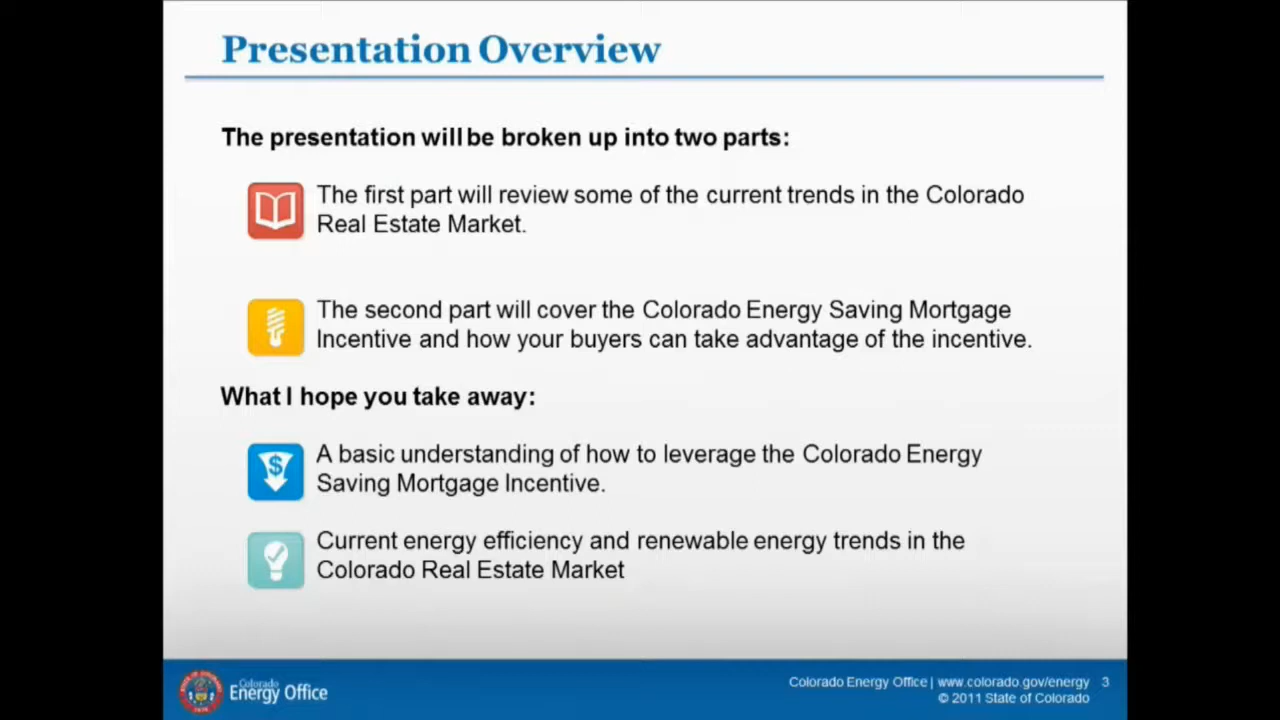 Presentation Overview
The presentation will be broken up into two parts:
The first part will review some of the current trends in the Colorado
Real Estate Market.
The second part will cover the Colorado Energy Saving Mortgage
Incentive and how your buyers can take advantage of the incentive.
What I hope you take away:
$
A basic understanding of how to leverage the Colorado Energy
Saving Mortgage Incentive.
Current energy efficiency and renewable energy trends in the
Colorado Real Estate Market
Colorado
Energy Office
Colorado Energy Office | www.colorado.gov/energy 3
© 2011 State of Colorado